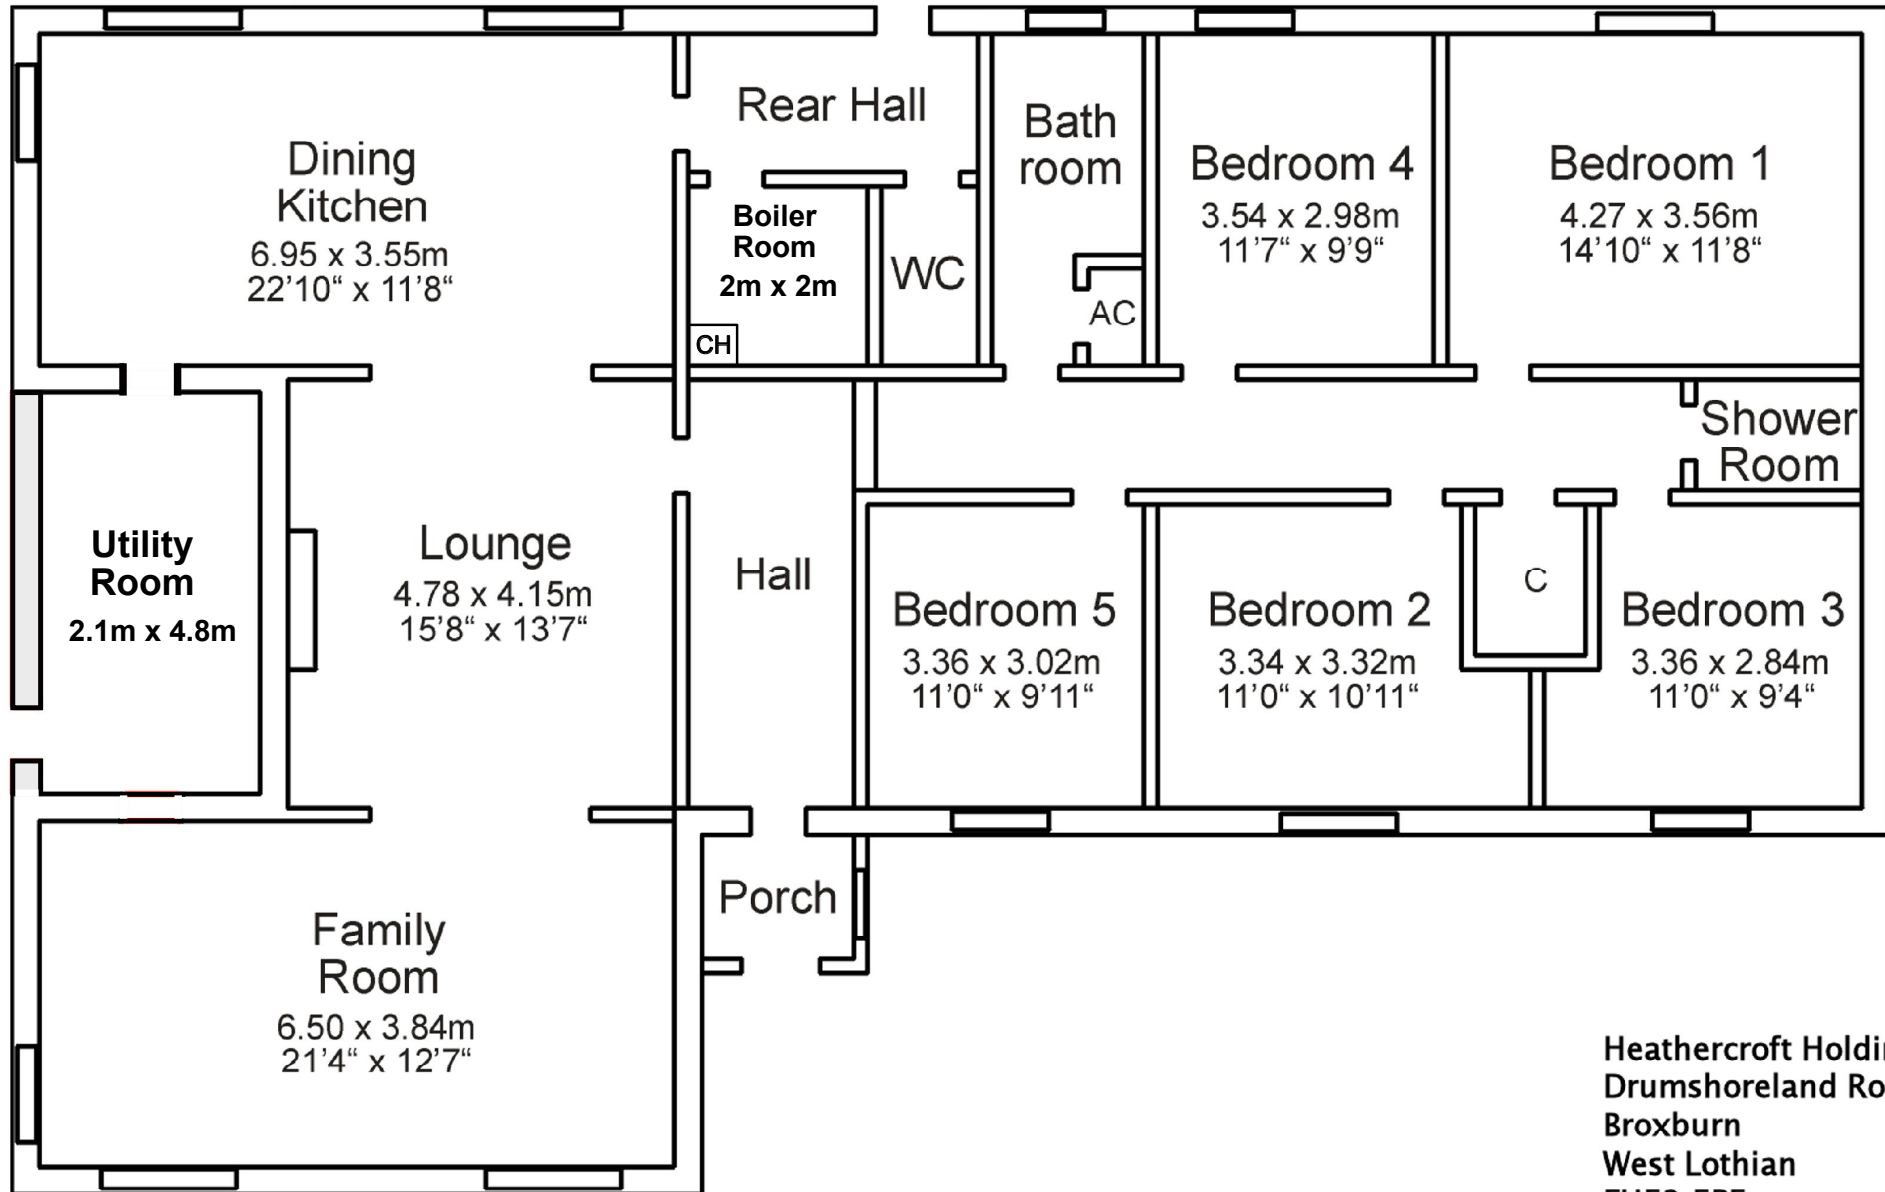 Dining
Kitchen
6.95 x 3.55m
22'10“ x 11'8“
Rear Hall
Boiler
Room
2m x 2m
CH
WC
Bath
room
AC
Bedroom 4
3.54 x 2.98m
11'7“ x 9'9“
Bedroom 1
4.27 x 3.56m
14'10“ x 11'8“
Shower
Room
Utility
Room
2.1m x 4.8m
Lounge
4.78 x 4.15m
15'8“ x 13'7“
Hall
Bedroom 5
3.36 x 3.02m
11'0“ x 9'11“
Bedroom 2
3.34 x 3.32m
11'0“ x 10'11“
C
Bedroom 3
3.36 x 2.84m
11'0“ x 9'4“
Porch
Family
Room
6.50 x 3.84m
21'4“ x 12'7“
Heathercroft
Drumshoreland
Broxburn
West Lothian